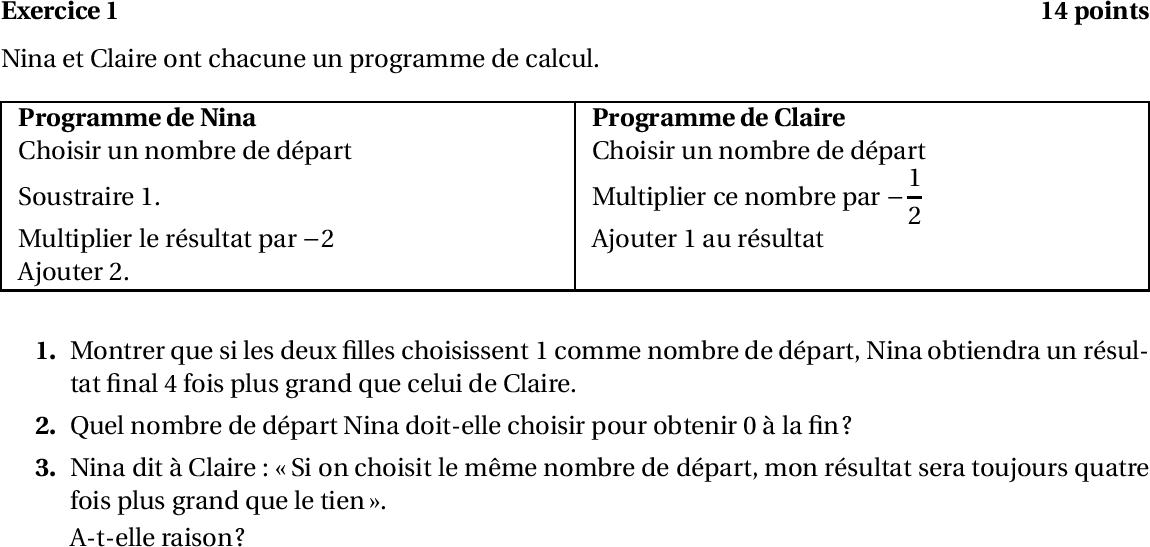 Exercice 1 14 points
Nina et Claire ont chacune un programme de calcul.
Programme de Nina
Choisir un nombre de départ
Soustraire 1.
Multiplier le résultat par −2
Ajouter 2.
Programme de Claire
Choisir un nombre de départ
Multiplier ce nombre par −1/2
Ajouter 1 au résultat
1. Montrer que si les deux filles choisissent 1 comme nombre de départ, Nina obtiendra un résul-
tat final 4 fois plus grand que celui de Claire.
2. Quel nombre de départ Nina doit-elle choisir pour obtenir 0 à la fin ?
3. Nina dit à Claire : « Si on choisit le même nombre de départ, mon résultat sera toujours quatre
fois plus grand que le tien ».
A-t-elle raison ?